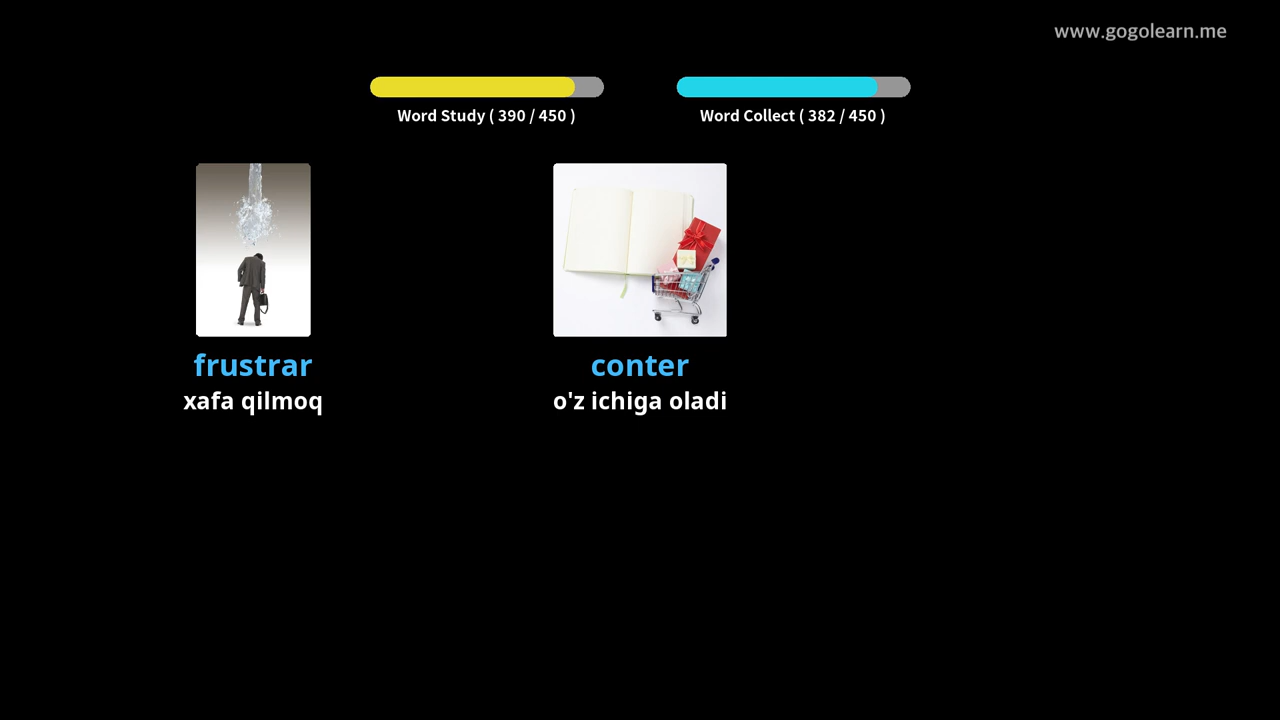 www.gogolearn.me
Word Study ( 390 / 450 )
Word Collect ( 382 / 450 )
frustrar
xafa qilmoq
conter
o'z ichiga oladi